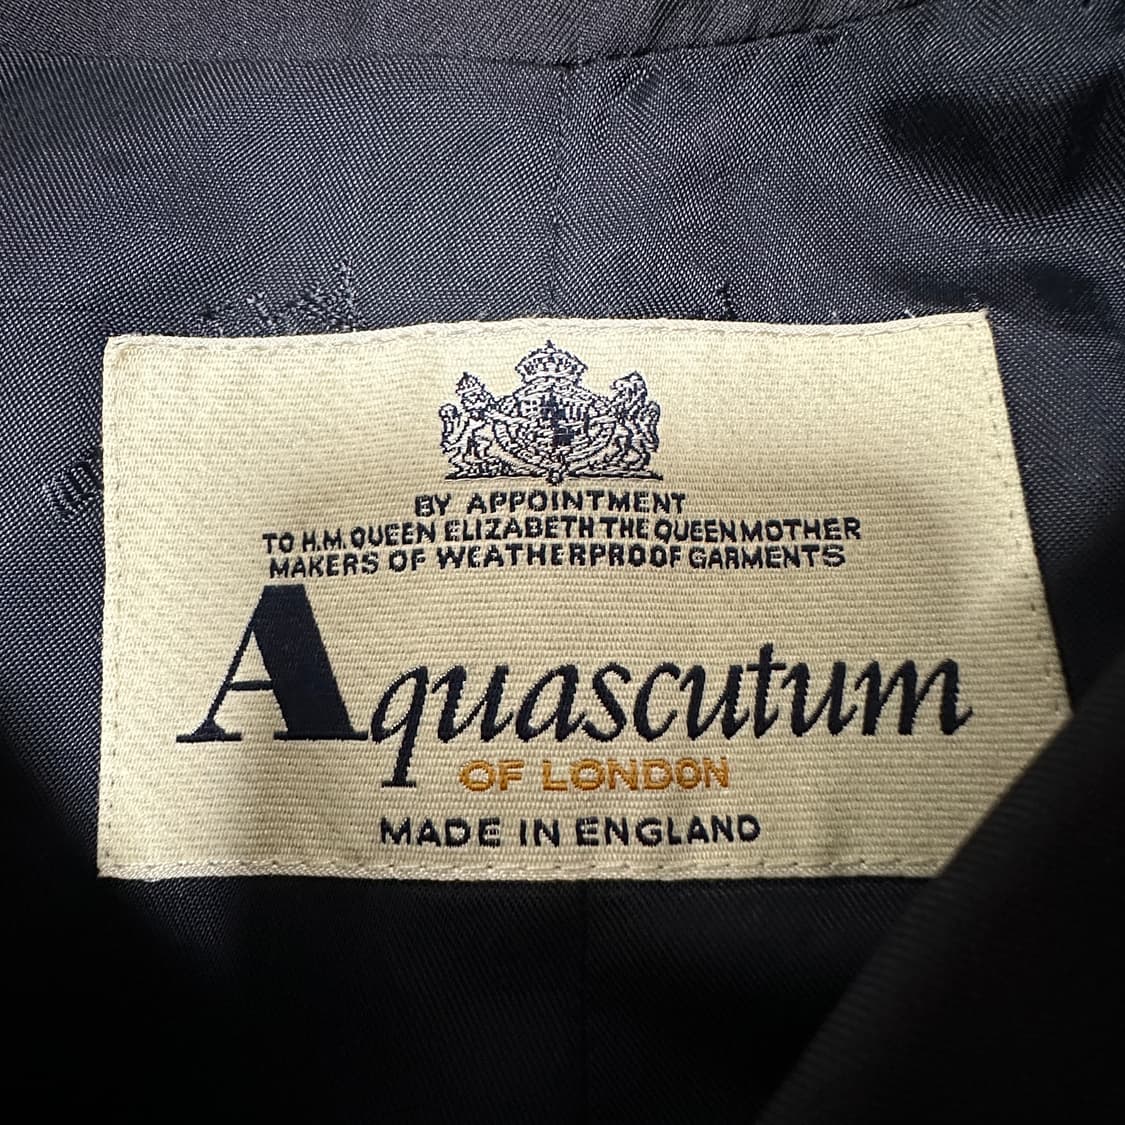 BY APPOINTMENT
TO H.M. QUEEN ELIZABETH THE QUEEN MOTHER
MAKERS OF WEATHERPROOF GARMENTS
Aquascutum
OF LONDON
MADE IN ENGLAND